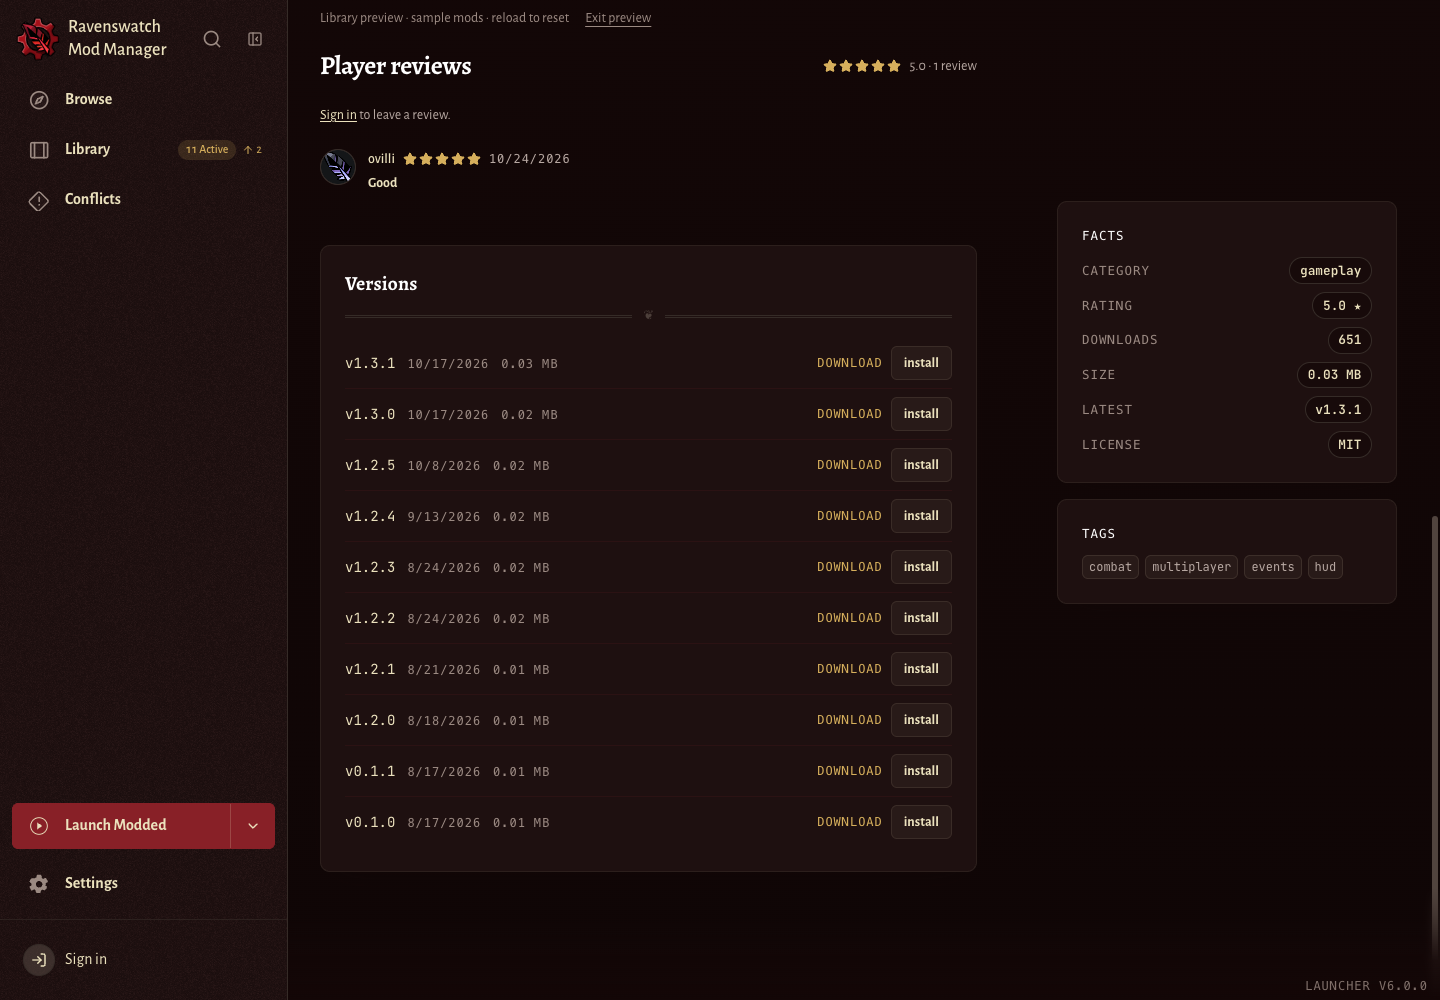 Ravenswatch
Mod Manager
Browse
Library
11 Active ↑ 2
Conflicts
Launch Modded
Settings
Sign in
Library preview · sample mods · reload to reset Exit preview
Player reviews
5.0 · 1 review
Sign in to leave a review.
ovilli 10/24/2026
Good
Versions
v1.3.1 10/17/2026 0.03 MB DOWNLOAD install
v1.3.0 10/17/2026 0.02 MB DOWNLOAD install
v1.2.5 10/8/2026 0.02 MB DOWNLOAD install
v1.2.4 9/13/2026 0.02 MB DOWNLOAD install
v1.2.3 8/24/2026 0.02 MB DOWNLOAD install
v1.2.2 8/24/2026 0.02 MB DOWNLOAD install
v1.2.1 8/21/2026 0.01 MB DOWNLOAD install
v1.2.0 8/18/2026 0.01 MB DOWNLOAD install
v0.1.1 8/17/2026 0.01 MB DOWNLOAD install
v0.1.0 8/17/2026 0.01 MB DOWNLOAD install
FACTS
CATEGORY gameplay
RATING 5.0 ★
DOWNLOADS 651
SIZE 0.03 MB
LATEST v1.3.1
LICENSE MIT
TAGS
combat multiplayer events hud
LAUNCHER V6.0.0